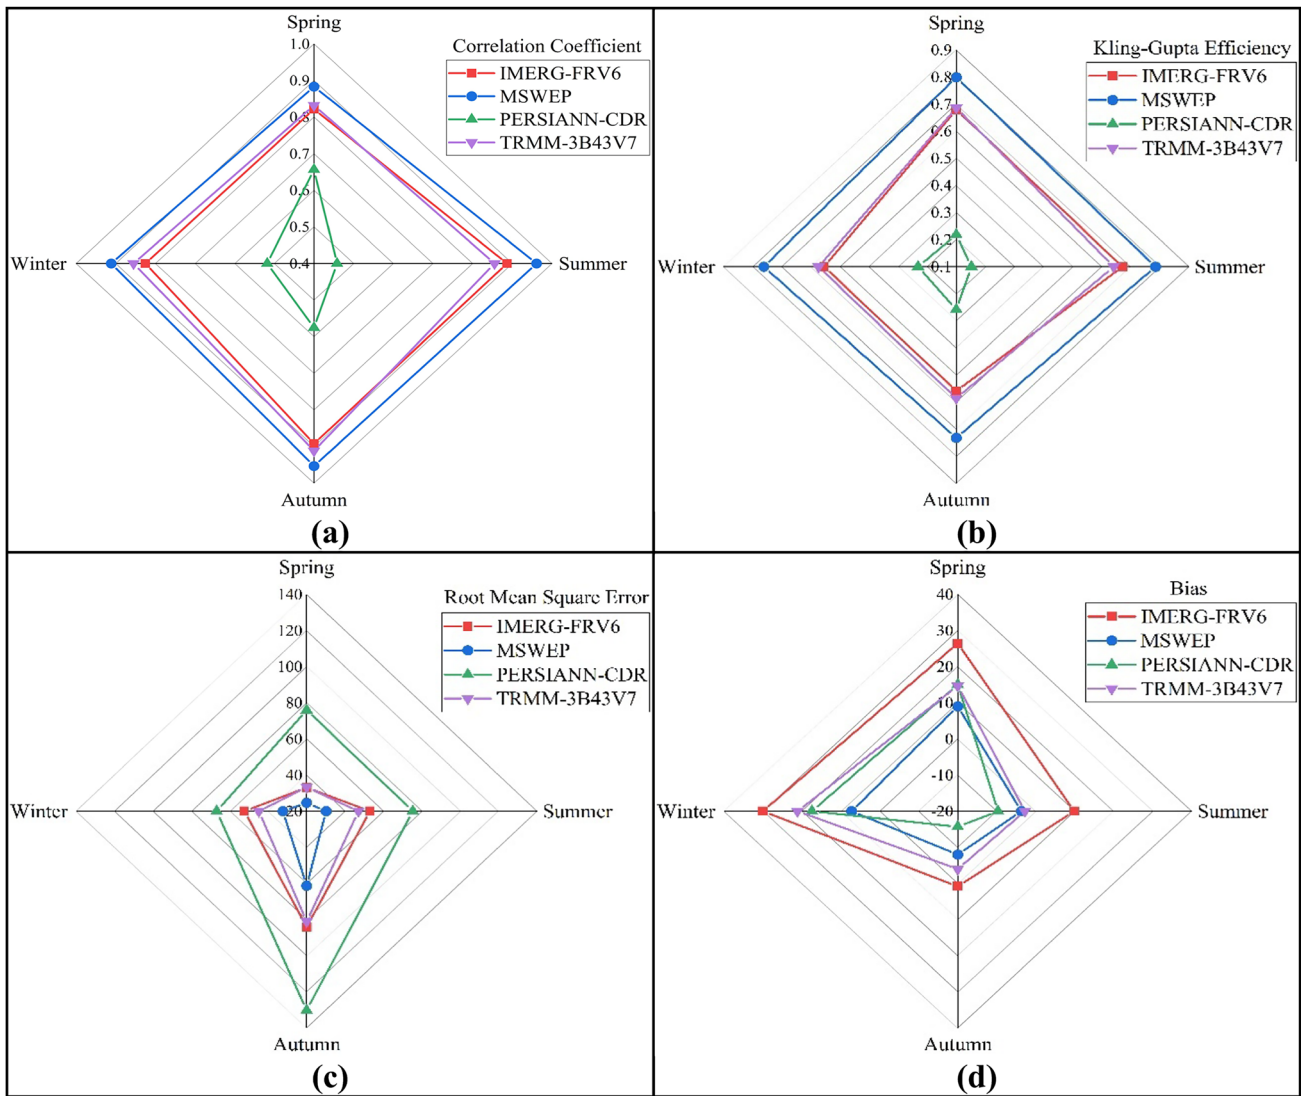 Spring
1.0
Correlation Coefficient
IMERG-FRV6
0.9
MSWEP
0.8
PERSIANN-CDR
TRMM-3B43V7
0.7
0.6
0.5
Winter
0.4
Summer
Autumn
(a)
Spring
0.9
Kling-Gupta Efficiency
0.8
IMERG-FRV6
MSWEP
0.7
PERSIANN-CDR
0.6
TRMM-3B43V7
0.5
0.4
0.3
0.2
Winter
0.1
Summer
Autumn
(b)
Spring
140
Root Mean Square Error
120
IMERG-FRV6
MSWEP
100
PERSIANN-CDR
80
TRMM-3B43V7
60
40
Winter
20
Summer
Autumn
(c)
Spring
40
Bias
IMERG-FRV6
30
MSWEP
20
PERSIANN-CDR
10
TRMM-3B43V7
0
-10
Winter
-20
Summer
Autumn
(d)